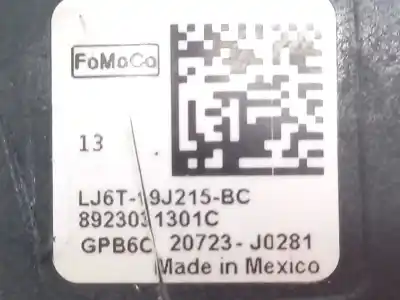 FoMoCo
13
LJ6T-19J215-BC
8923031301C
GPB6C 20723-J0281
Made in Mexico